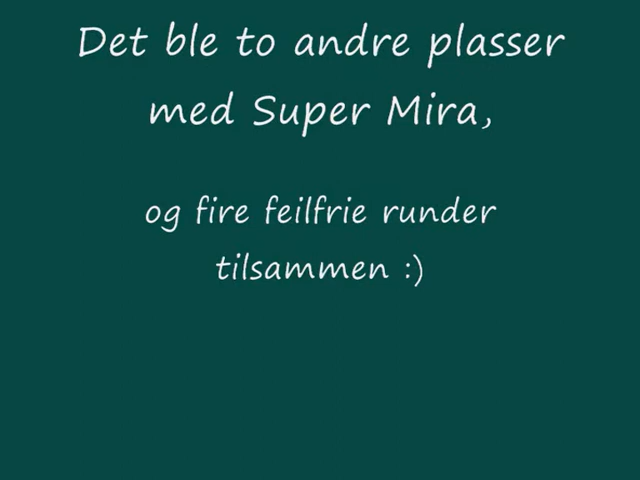 Det ble to andre plasser
med Super Mira,
og fire feilfrie runder
tilsammen :)